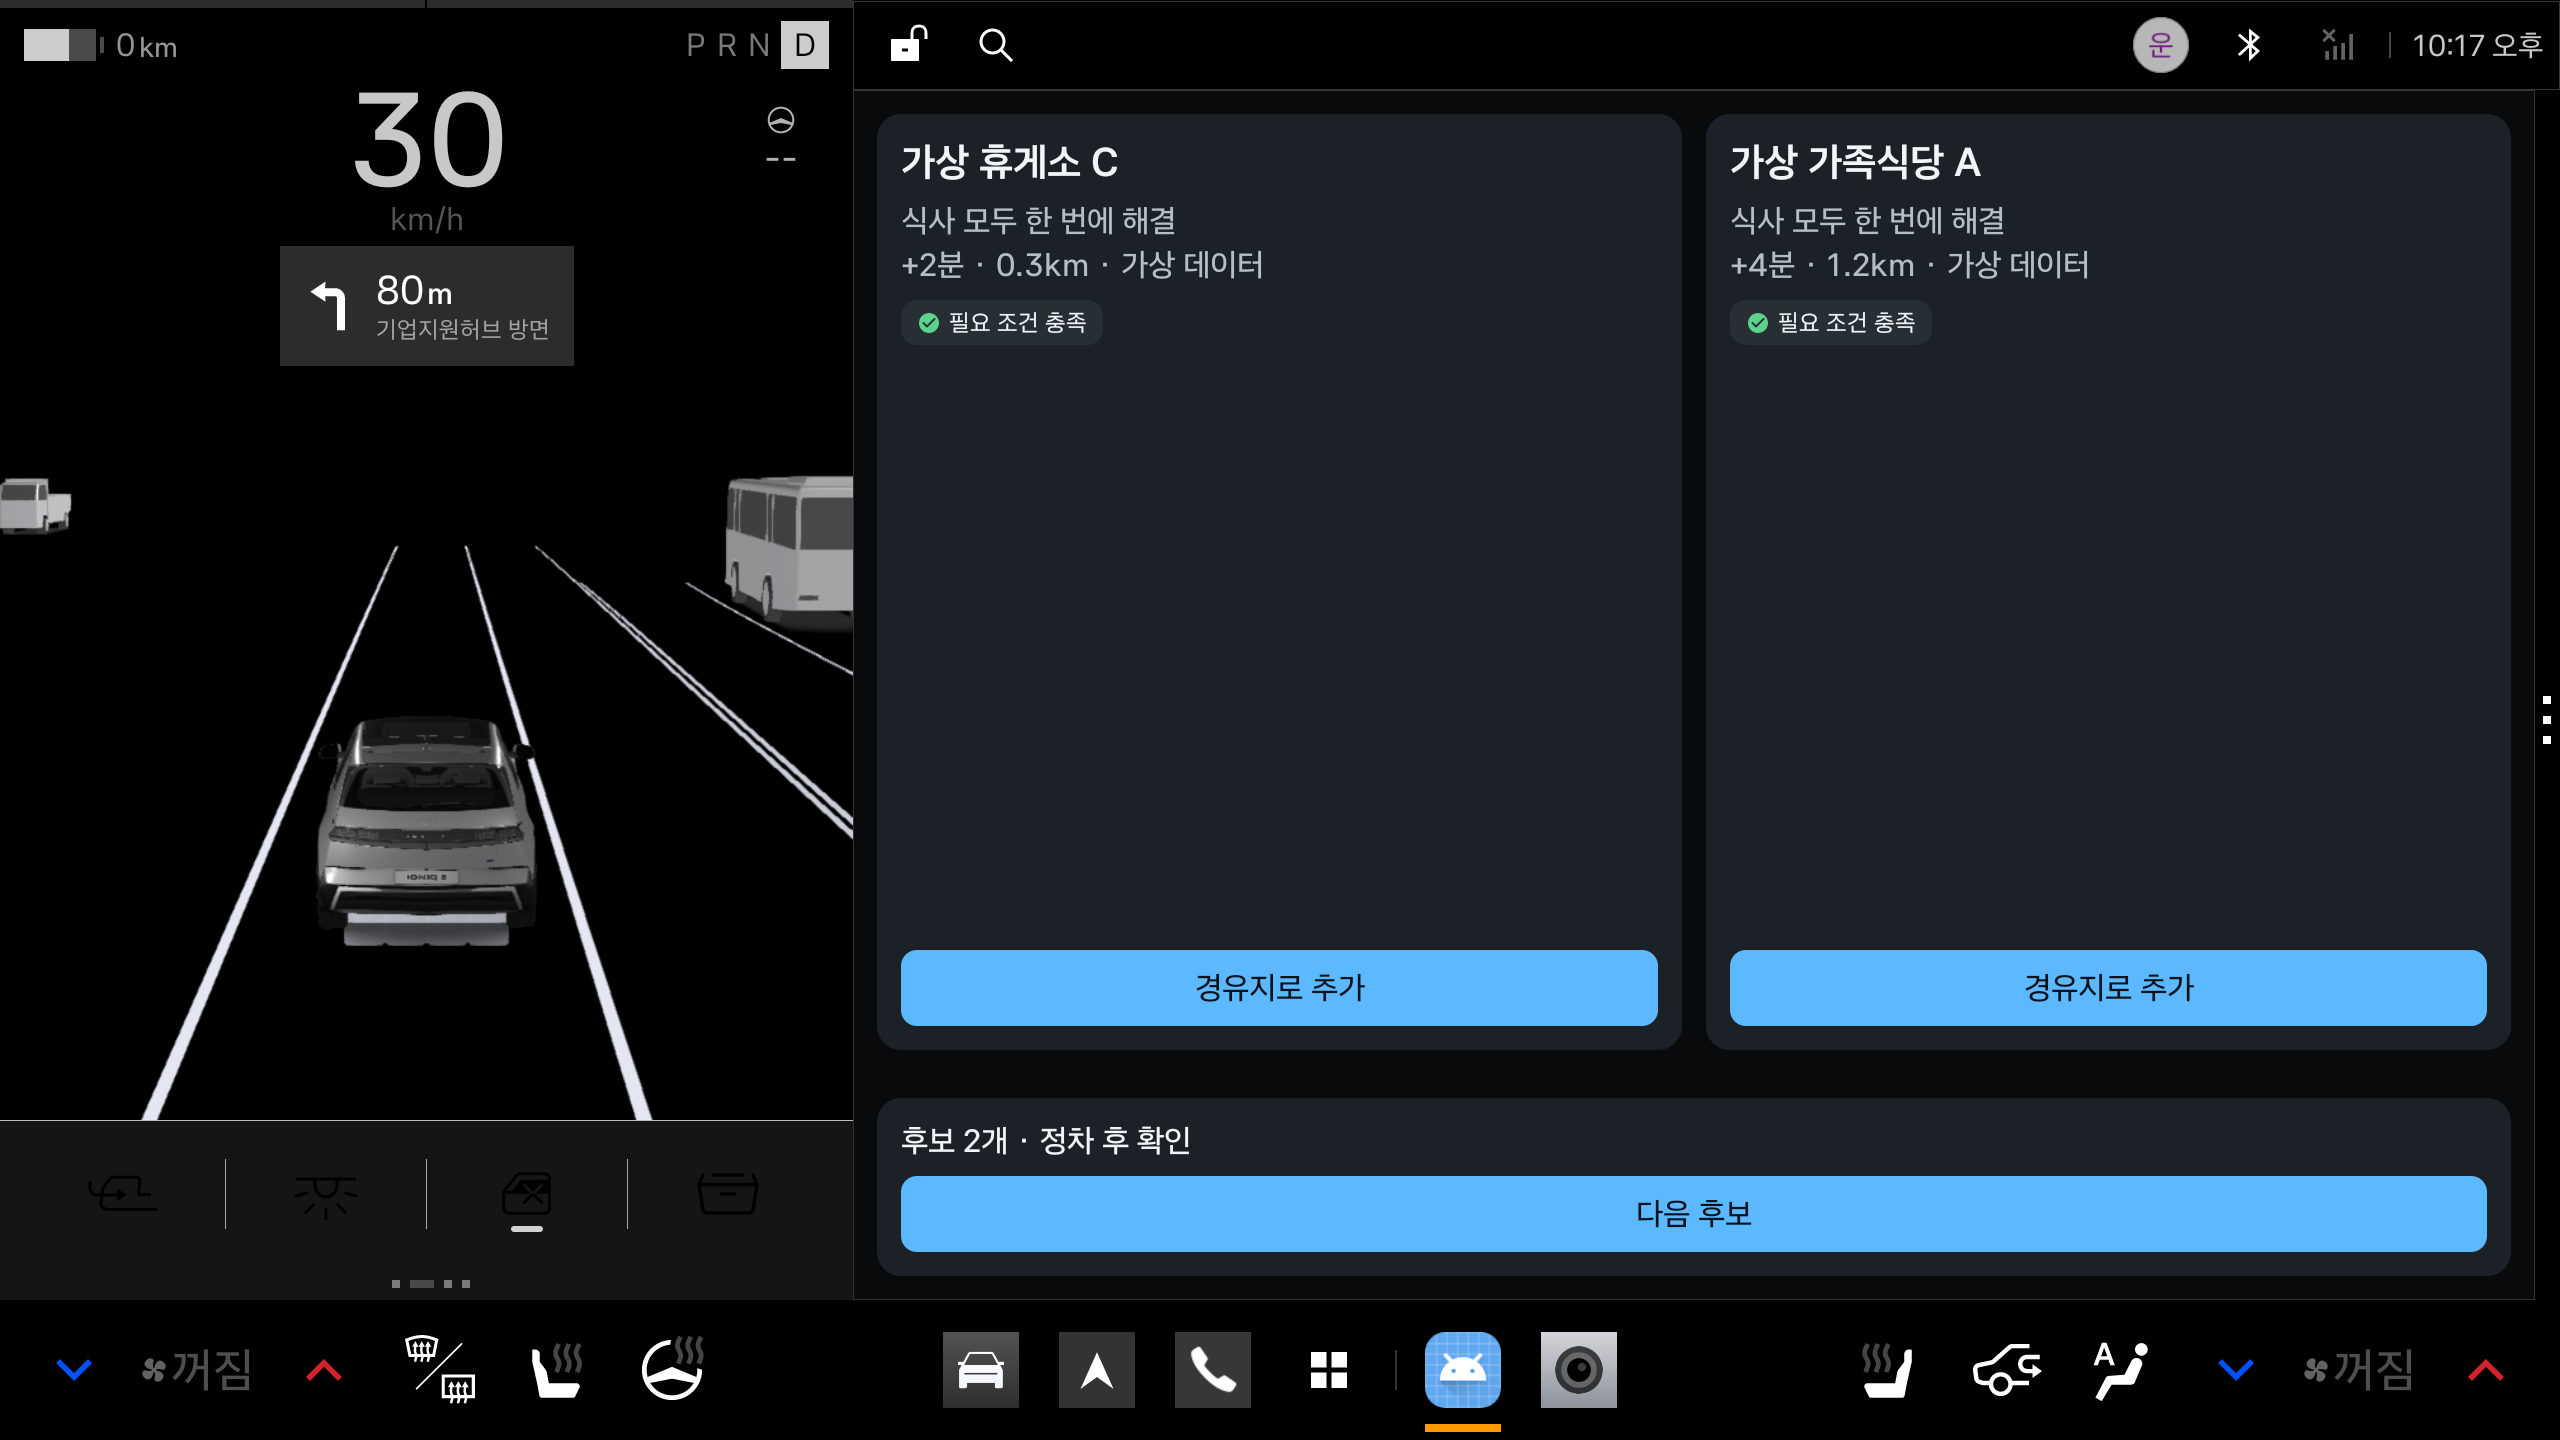 0km
P R N D
30
km/h
80m
기업지원허브 방면
--
운
10:17 오후
가상 휴게소 C
식사 모두 한 번에 해결
+2분 · 0.3km · 가상 데이터
필요 조건 충족
경유지로 추가
가상 가족식당 A
식사 모두 한 번에 해결
+4분 · 1.2km · 가상 데이터
필요 조건 충족
경유지로 추가
후보 2개 · 정차 후 확인
다음 후보
꺼짐
A
꺼짐